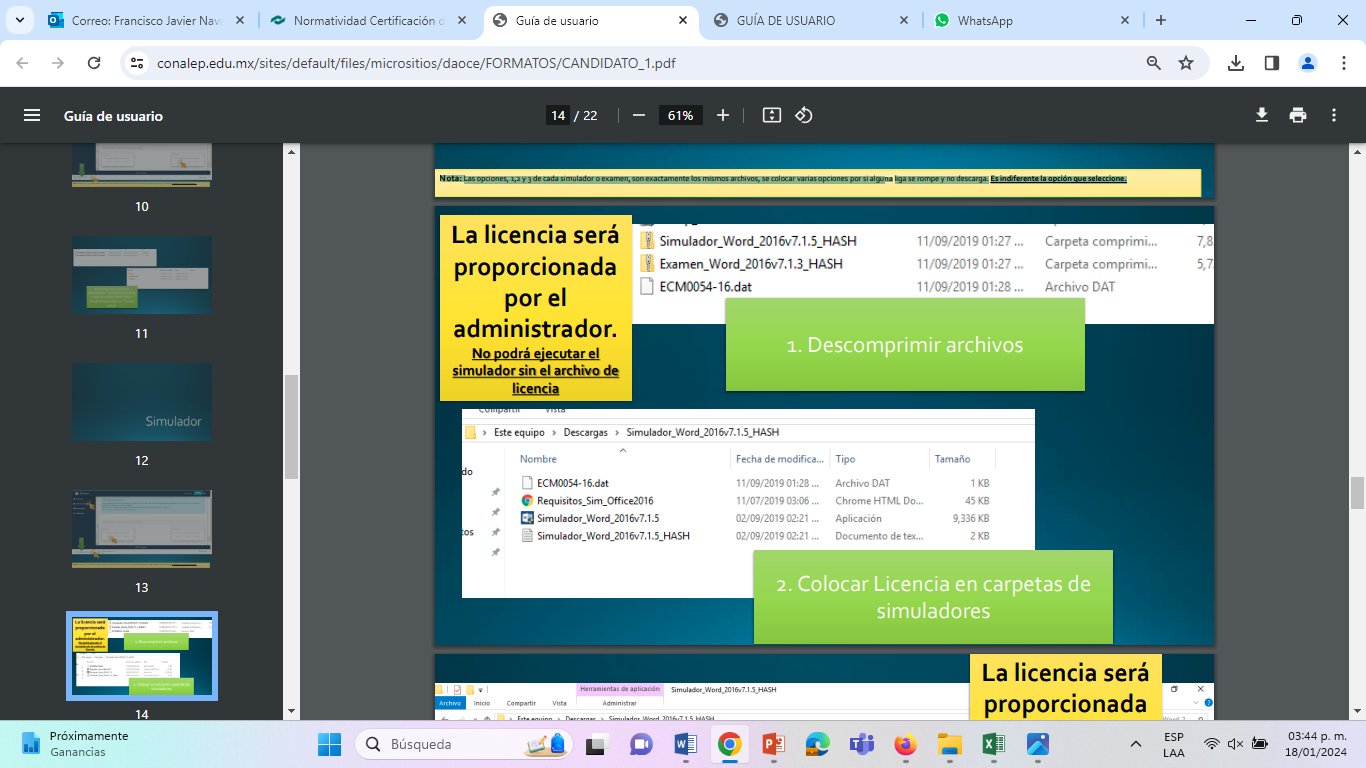 Correo: Francisco Javier Nav
Normatividad Certificación d
Guía de usuario
GUÍA DE USUARIO
WhatsApp
conalep.edu.mx/sites/default/files/micrositios/daoce/FORMATOS/CANDIDATO_1.pdf
Guía de usuario
14 / 22
61%
10
11
Simulador
12
13
14
Nota: Las opciones, 1,2 y 3 de cada simulador o examen, son exactamente los mismos archivos, se colocar varias opciones por si alguna liga se rompe y no descarga. Es indiferente la opción que seleccione.
La licencia será
proporcionada
por el
administrador.
No podrá ejecutar el
simulador sin el archivo de
licencia
Simulador_Word_2016v7.1.5_HASH 11/09/2019 01:27 ... Carpeta comprimi... 7,8
Examen_Word_2016v7.1.3_HASH 11/09/2019 01:27 ... Carpeta comprimi... 5,7
ECM0054-16.dat 11/09/2019 01:28 ... Archivo DAT
1. Descomprimir archivos
Compartir Vista
Este equipo > Descargas > Simulador_Word_2016v7.1.5_HASH
Nombre Fecha de modifica... Tipo Tamaño
do
ECM0054-16.dat 11/09/2019 01:28 ... Archivo DAT 1 KB
Requisitos_Sim_Office2016 11/07/2019 03:06 ... Chrome HTML Do... 45 KB
Simulador_Word_2016v7.1.5 02/09/2019 02:21 ... Aplicación 9,336 KB
tos
Simulador_Word_2016v7.1.5_HASH 02/09/2019 02:21 ... Documento de tex... 2 KB
2. Colocar Licencia en carpetas de
simuladores
La licencia será
proporcionada
Herramientas de aplicación Simulador_Word_2016v7.1.5_HASH
Archivo Inicio Compartir Vista Administrar
Este equipo > Descargas > Simulador_Word_2016v7.1.5_HASH
Próximamente
Ganancias
Búsqueda
ESP
LAA
03:44 p. m.
18/01/2024